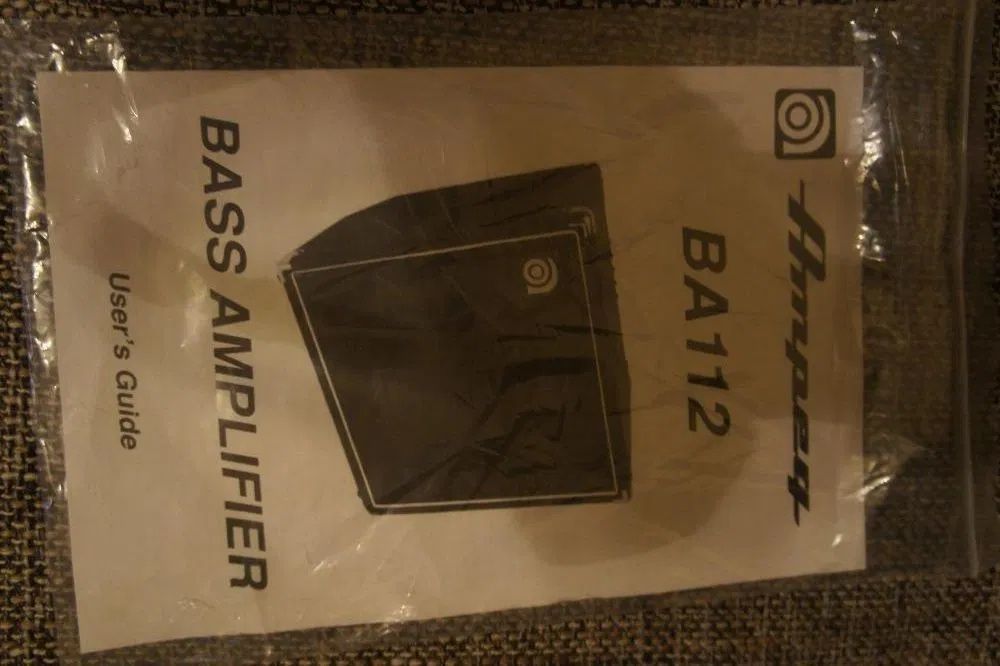 Ampeg
BA112
BASS AMPLIFIER
User's Guide